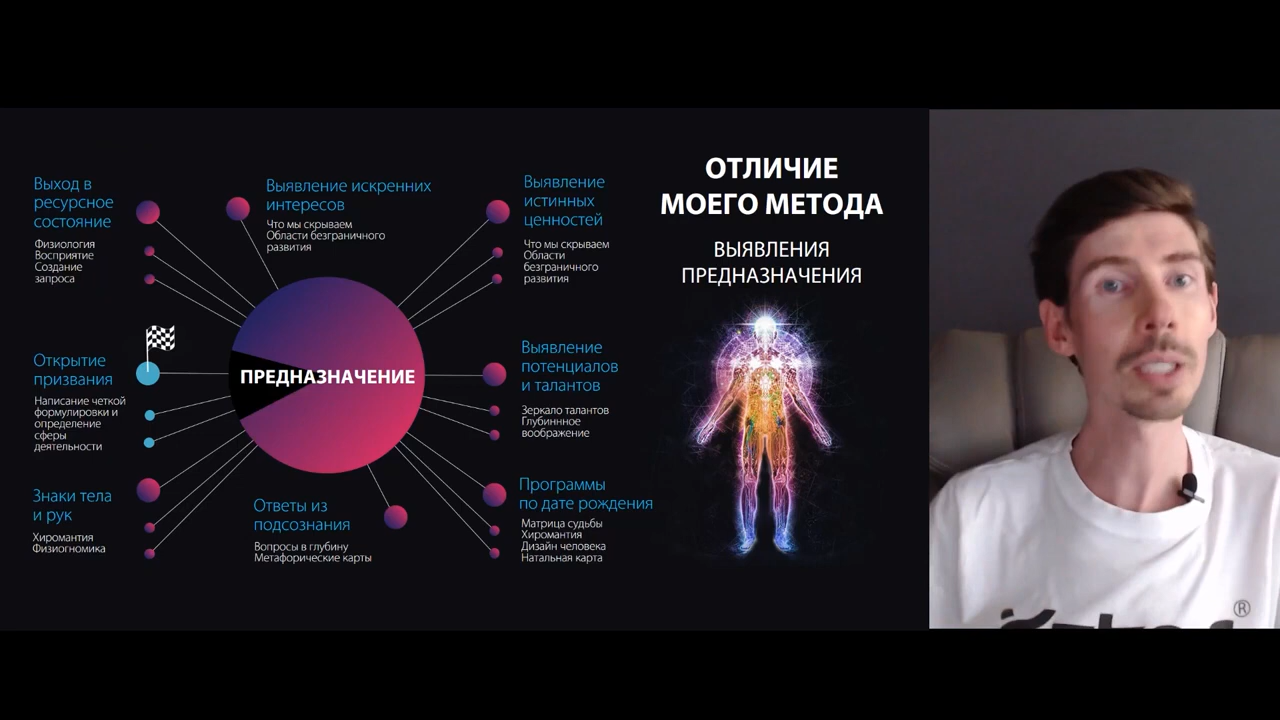 ОТЛИЧИЕ
МОЕГО МЕТОДА
ВЫЯВЛЕНИЯ
ПРЕДНАЗНАЧЕНИЯ
Выход в
ресурсное
состояние
Физиология
Восприятие
Создание
запроса
Выявление искренних
интересов
Что мы скрываем
Области безграничного
развития
Выявление
истинных
ценностей
Что мы скрываем
Области
безграничного
развития
Открытие
призвания
Написание четкой
формулировки и
определение
сферы
деятельности
ПРЕДНАЗНАЧЕНИЕ
Выявление
потенциалов
и талантов
Зеркало талантов
Глубиннное
воображение
Знаки тела
и рук
Хиромантия
Физиогномика
Ответы из
подсознания
Вопросы в глубину
Метафорические карты
Программы
по дате рождения
Матрица судьбы
Хиромантия
Дизайн человека
Натальная карта
®